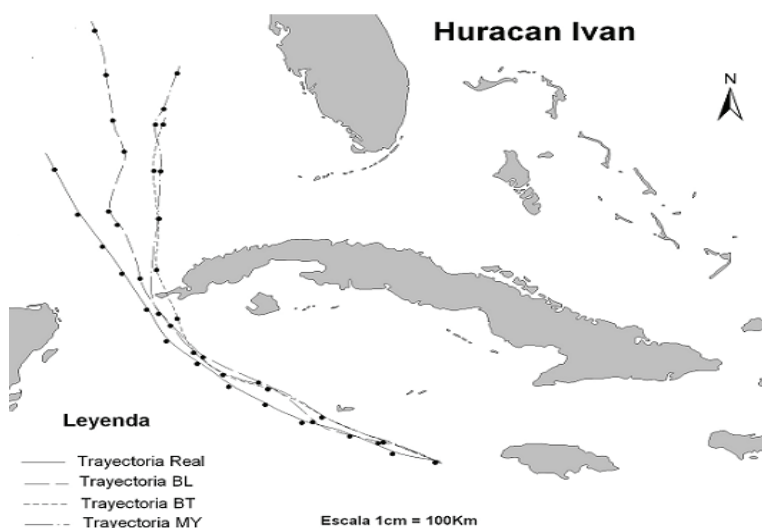 Huracan Ivan
N
Leyenda
Trayectoria Real
Trayectoria BL
Trayectoria BT
Trayectoria MY
Escala 1cm = 100Km